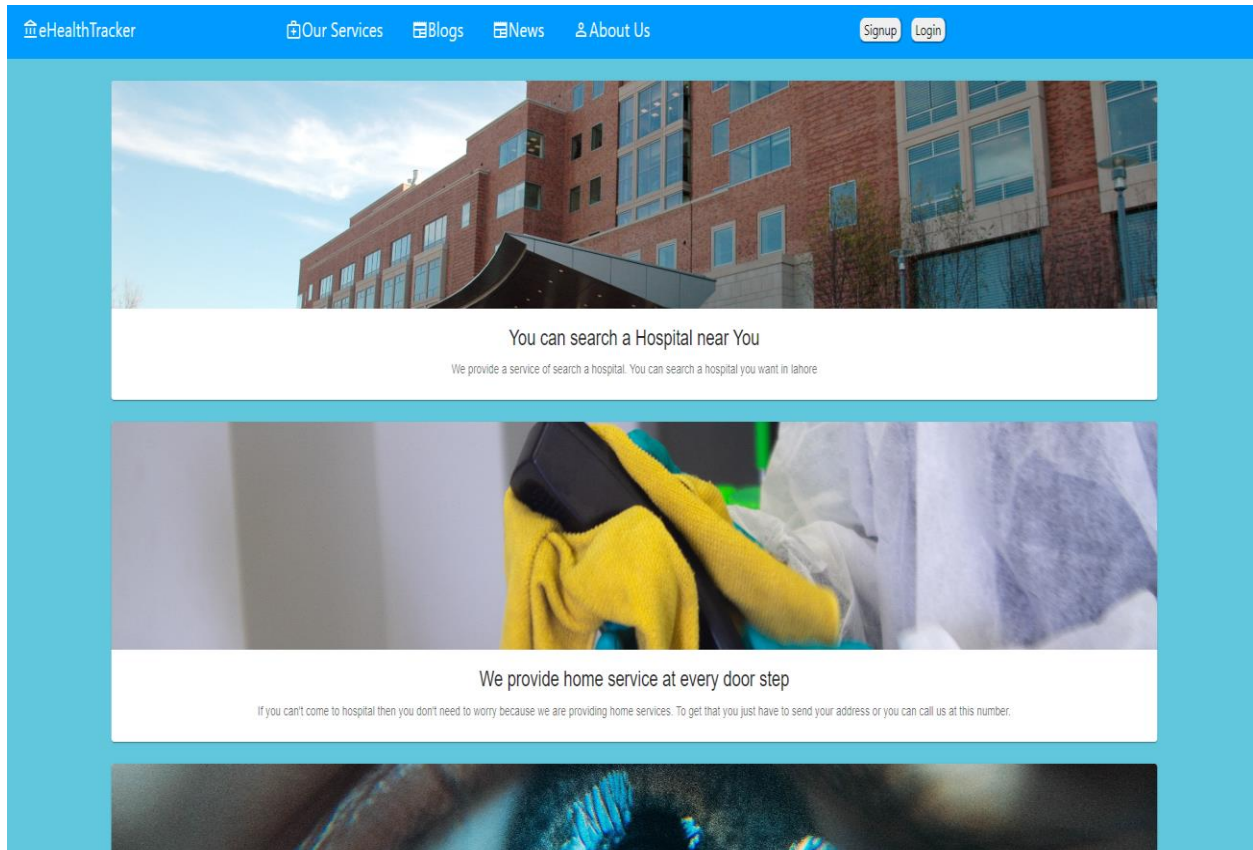 eHealthTracker Our Services Blogs News About Us Signup Login
You can search a Hospital near You
We provide a service of search a hospital. You can search a hospital you want in lahore
We provide home service at every door step
If you can't come to hospital then you don't need to worry because we are providing home services. To get that you just have to send your address or you can call us at this number.